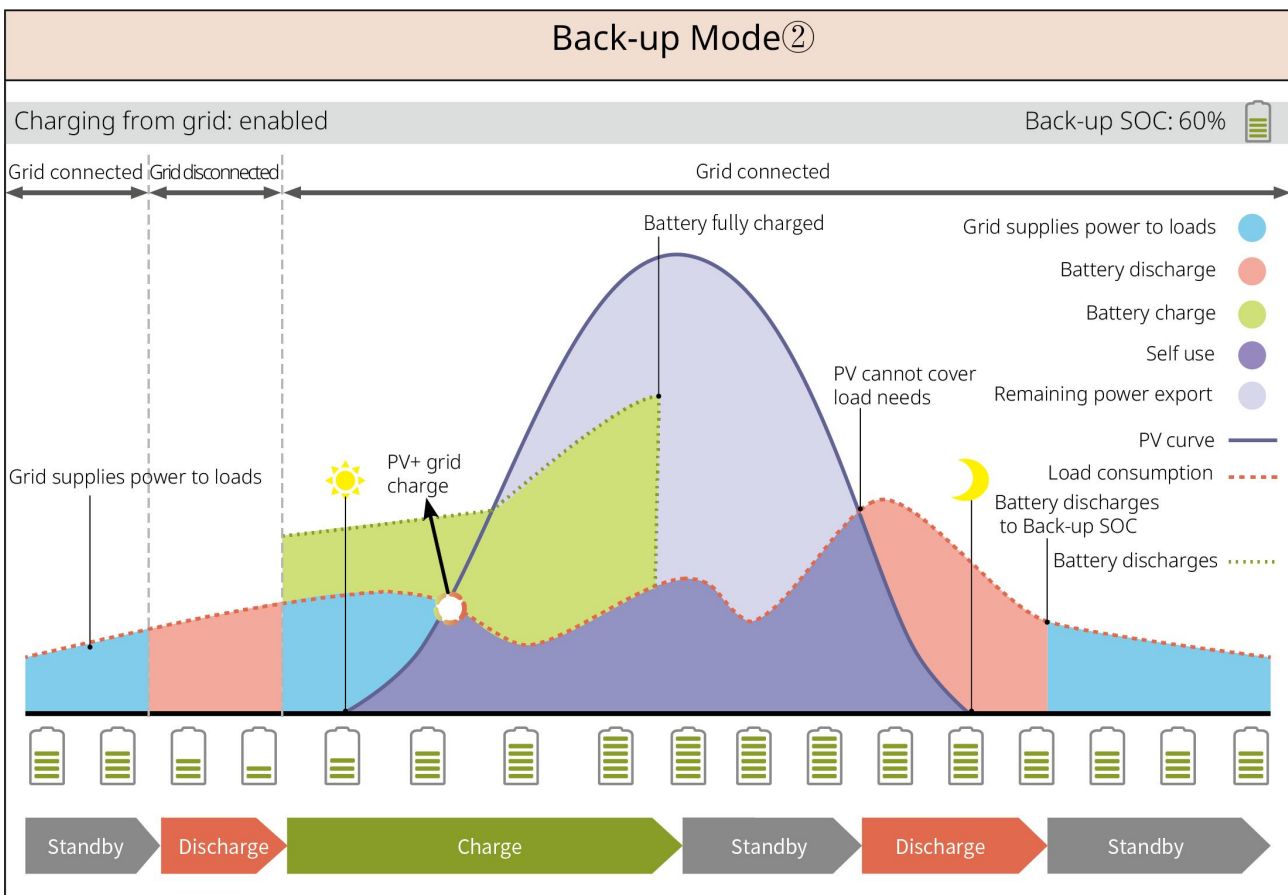 Back-up Mode②
Charging from grid: enabled
Back-up SOC: 60%
Grid connected
Grid disconnected
Grid connected
Battery fully charged
Grid supplies power to loads
Battery discharge
Battery charge
Self use
Remaining power export
PV curve
Load consumption
Battery discharges
PV cannot cover
load needs
Grid supplies power to loads
PV+ grid
charge
Battery discharges
to Back-up SOC
Standby
Discharge
Charge
Standby
Discharge
Standby